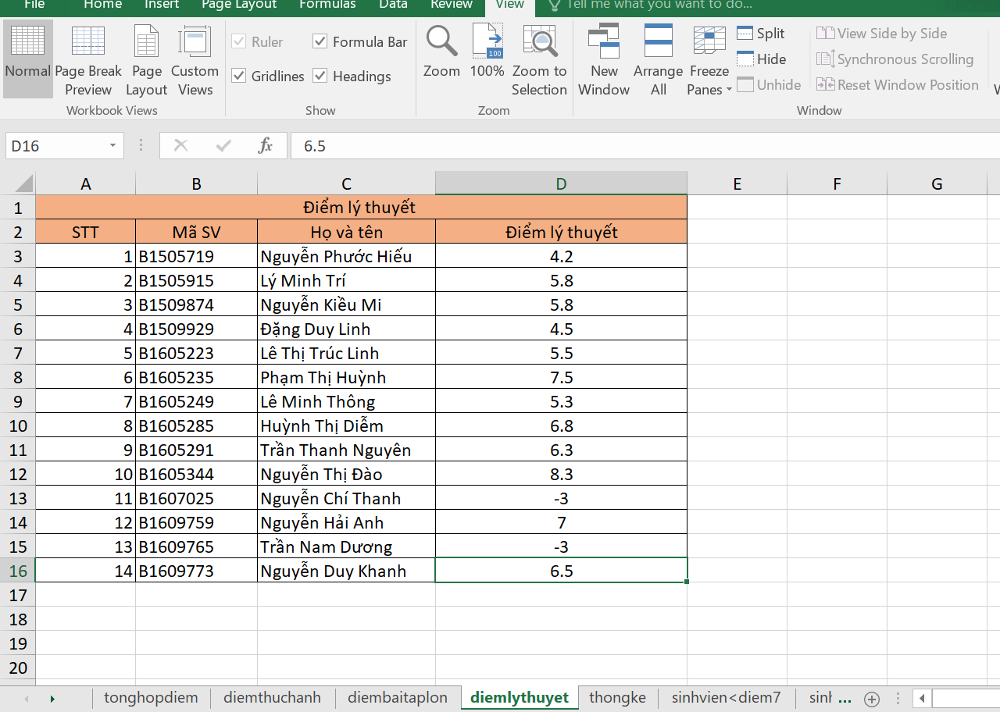 File Home Insert Page Layout Formulas Data Review View Tell me what you want to do...
Normal Page Break Preview Page Layout Custom Views
Workbook Views
Ruler Formula Bar
Gridlines Headings
Show
Zoom 100% Zoom to Selection
100
Zoom
New Window Arrange All Freeze Panes
Split
Hide
Unhide
View Side by Side
Synchronous Scrolling
Reset Window Position
Window
D16 fx 6.5
A B C D E F G
1 Điểm lý thuyết
2 STT Mã SV Họ và tên Điểm lý thuyết
3 1 B1505719 Nguyễn Phước Hiếu 4.2
4 2 B1505915 Lý Minh Trí 5.8
5 3 B1509874 Nguyễn Kiều Mi 5.8
6 4 B1509929 Đặng Duy Linh 4.5
7 5 B1605223 Lê Thị Trúc Linh 5.5
8 6 B1605235 Phạm Thị Huỳnh 7.5
9 7 B1605249 Lê Minh Thông 5.3
10 8 B1605285 Huỳnh Thị Diễm 6.8
11 9 B1605291 Trần Thanh Nguyên 6.3
12 10 B1605344 Nguyễn Thị Đào 8.3
13 11 B1607025 Nguyễn Chí Thanh -3
14 12 B1609759 Nguyễn Hải Anh 7
15 13 B1609765 Trần Nam Dương -3
16 14 B1609773 Nguyễn Duy Khanh 6.5
17
18
19
20
tonghopdiem diemthuchanh diembaitaplon diemlythuyet thongke sinhvien<diem7 sinh ...